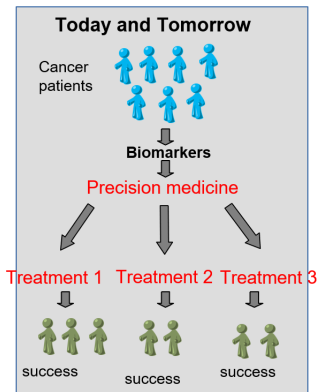 Today and Tomorrow
Cancer
patients
Biomarkers
Precision medicine
Treatment 1
Treatment 2
Treatment 3
success
success
success